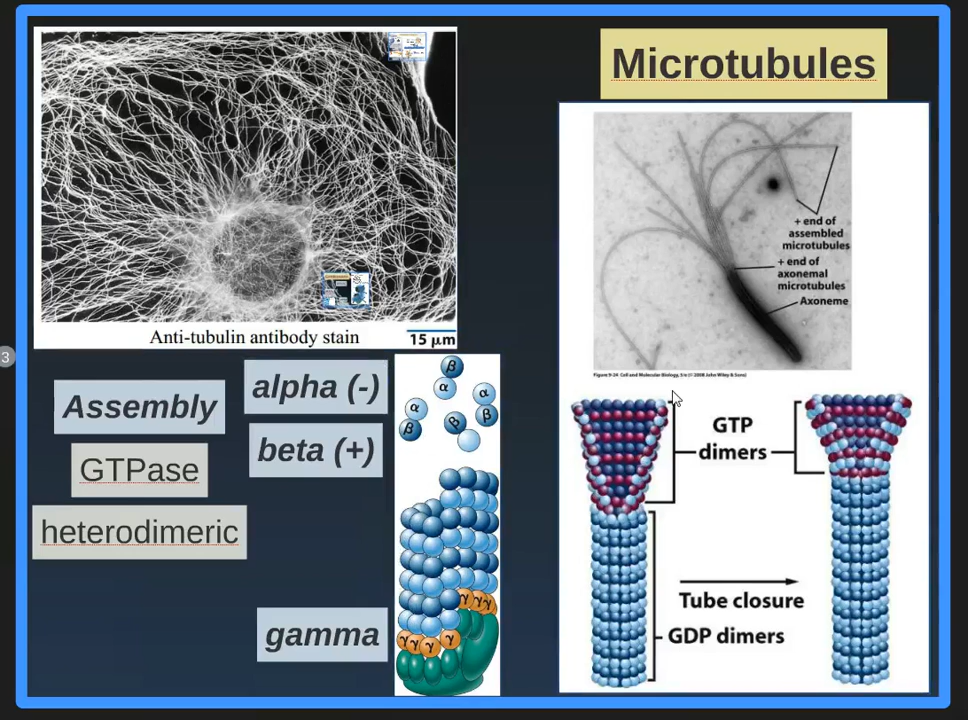 Microtubules
Anti-tubulin antibody stain
15 μm
+ end of
assembled
microtubules
+ end of
axonemal
microtubules
Axoneme
Figure 9-24 Cell and Molecular Biology, 5/e (© 2008 John Wiley & Sons)
3
Assembly
GTPase
heterodimeric
alpha (-)
beta (+)
gamma
β
α
α
β
α
β
β
γ
γ
γ
γ
γ
γ
γ
GTP
dimers
Tube closure
GDP dimers